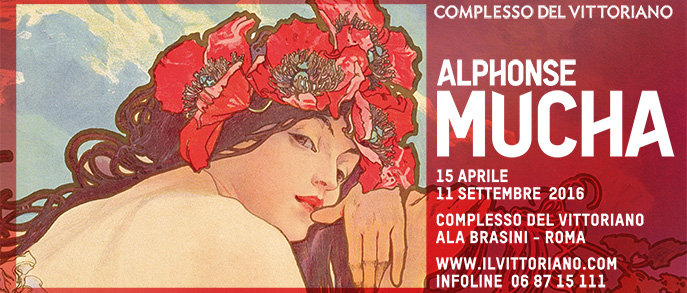 COMPLESSO DEL VITTORIANO
ALPHONSE
MUCHA
15 APRILE
11 SETTEMBRE 2016
COMPLESSO DEL VITTORIANO
ALA BRASINI - ROMA
WWW.ILVITTORIANO.COM
INFOLINE 06 87 15 111